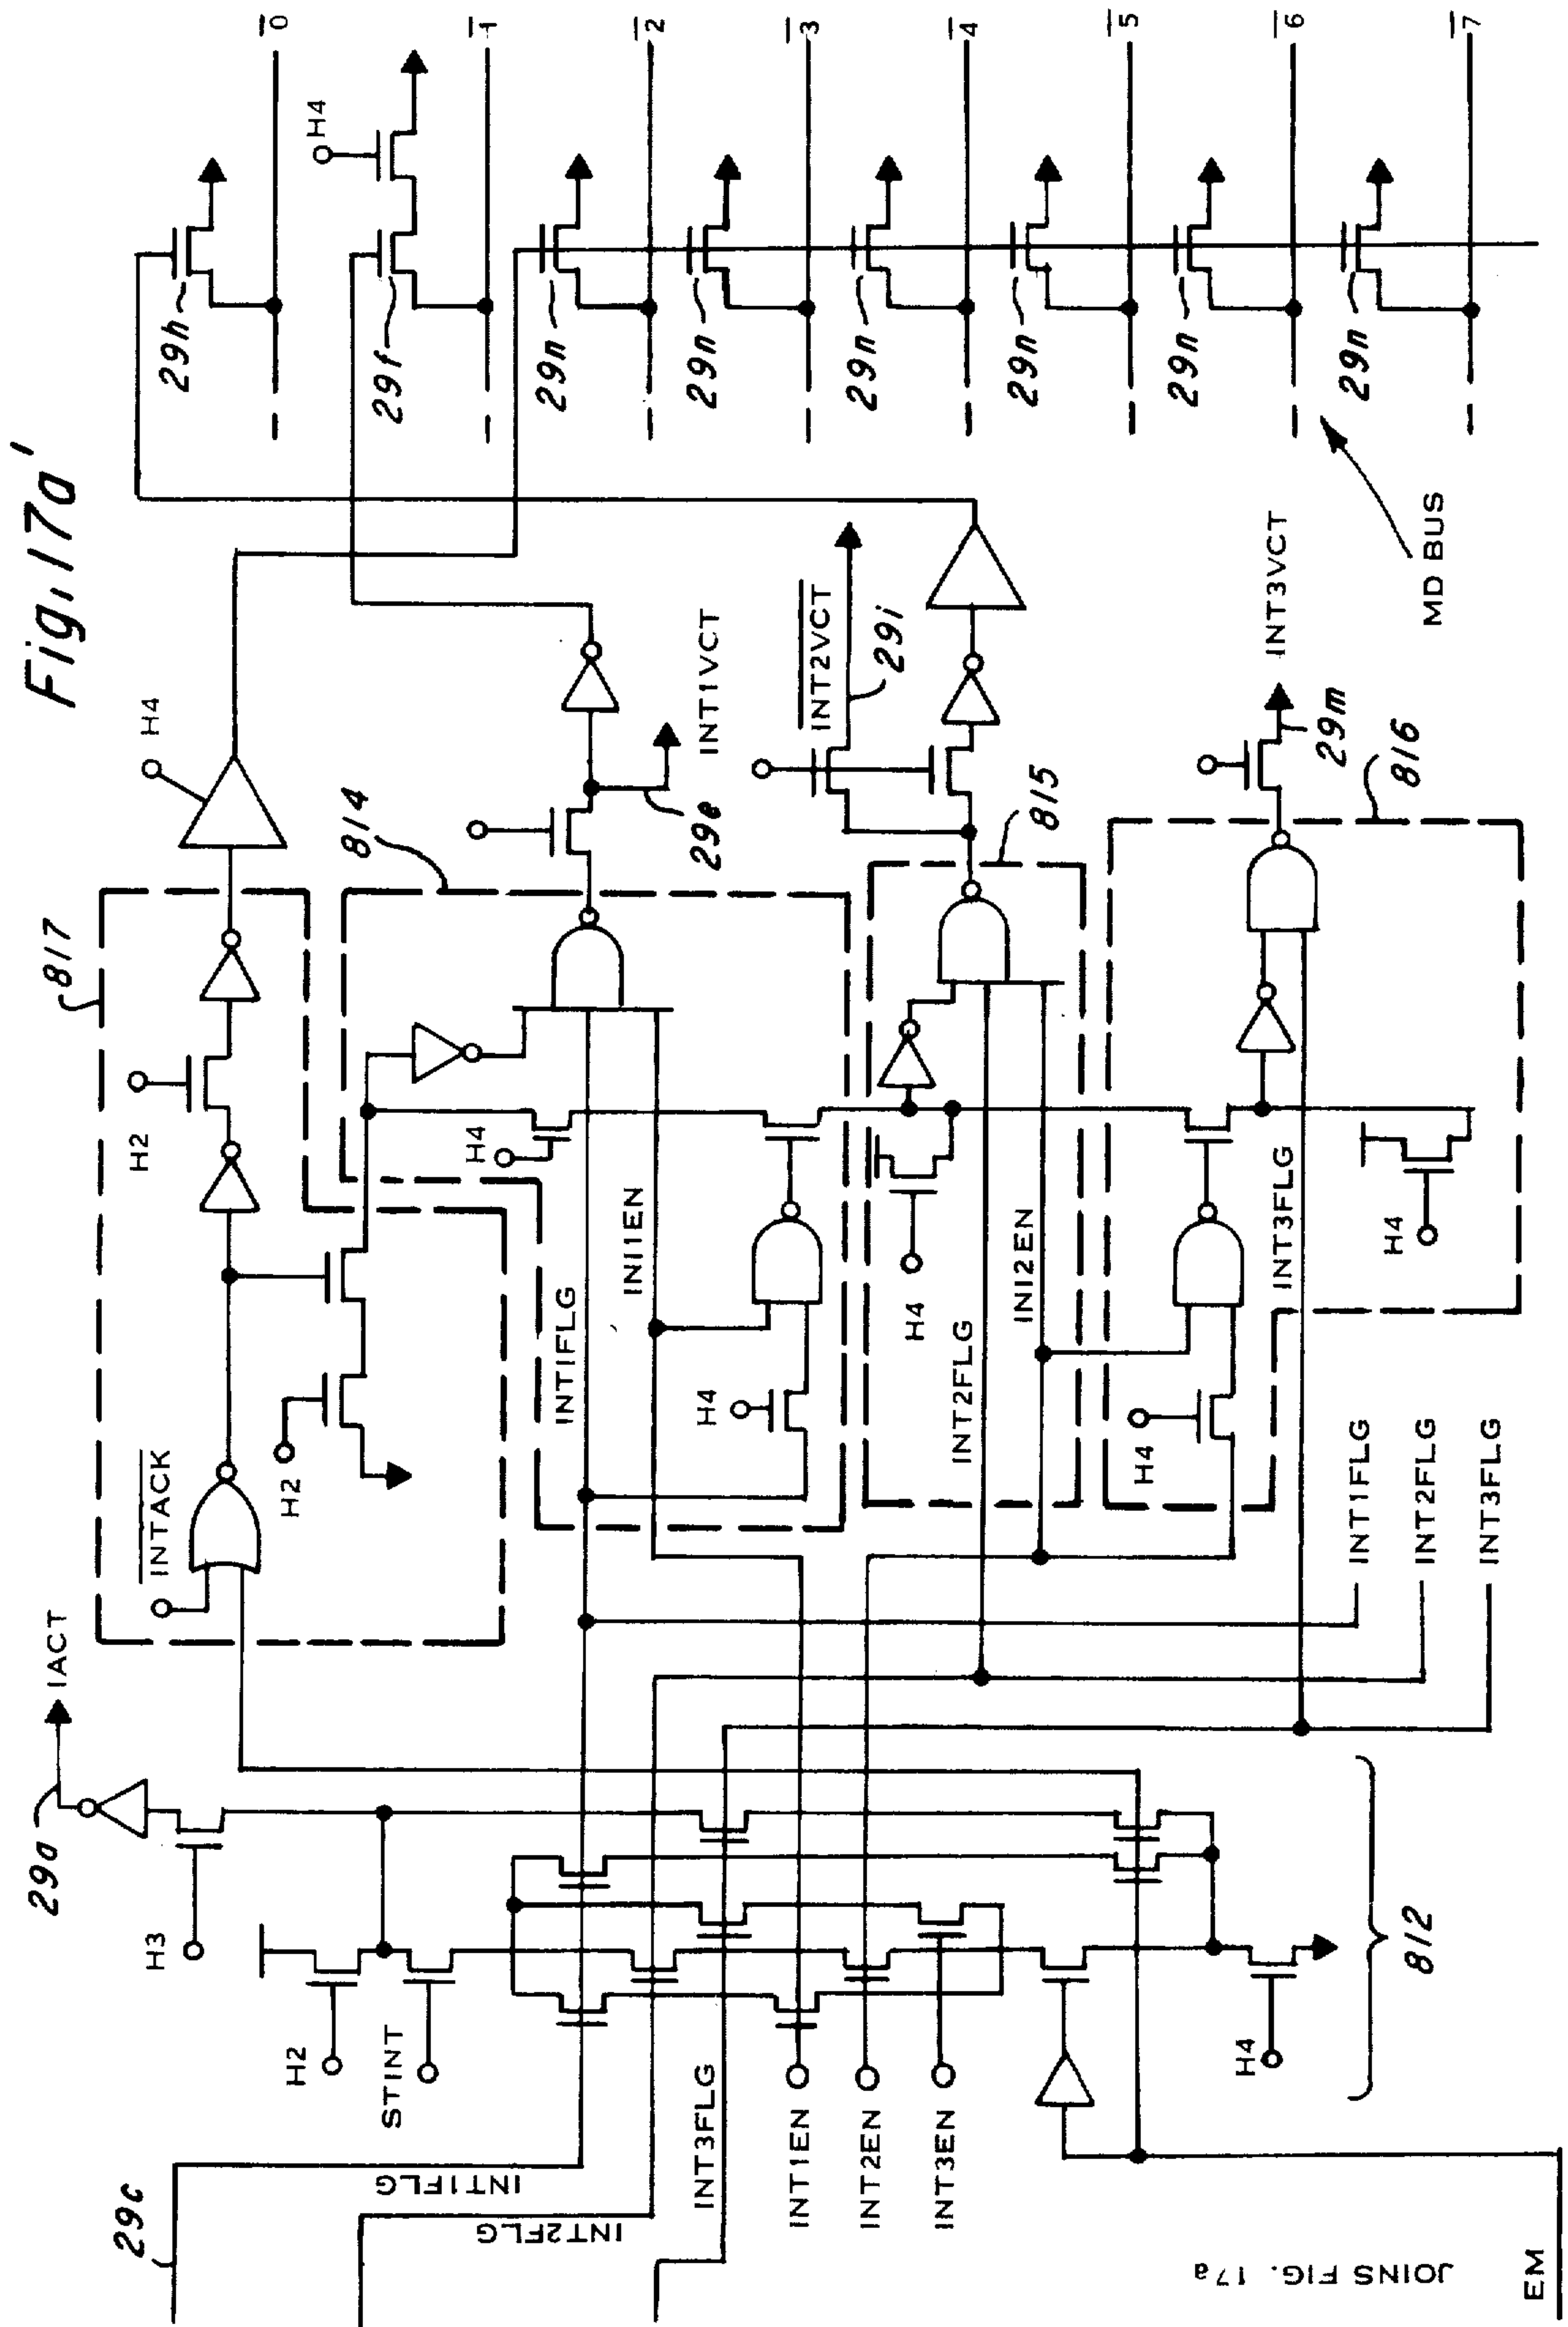 Fig. 17a'
817
H4
H2
INTACK
H2
29a
IACT
H3
H2
STINT
29c
INT1FLG
INT2FLG
INT3FLG
INT1EN
INT2EN
INT3EN
H4
812
JOINS FIG. 17a
EM
INT1FLG
INT2FLG
INT3FLG
814
H4
INT1FLG
INI1EN
H4
29e
INT1VCT
815
H4
INT2FLG
INI2EN
INT2VCT
29i
816
H4
INT3FLG
H4
29m
INT3VCT
MD BUS
29h
0
H4
29f
1
29n
2
29n
3
29n
4
29n
5
29n
6
29n
7